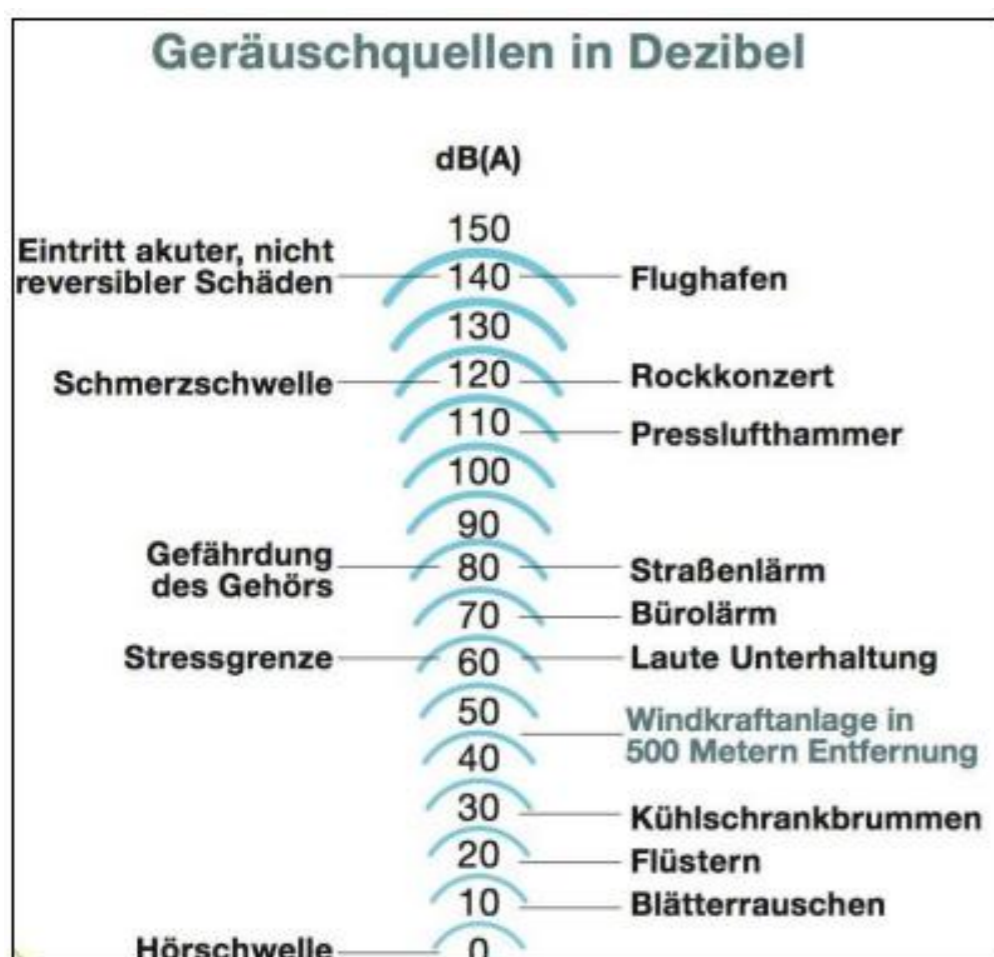 Geräuschquellen in Dezibel
dB(A)
150
Eintritt akuter, nicht
reversibler Schäden
140
Flughafen
130
Schmerzschwelle
120
Rockkonzert
110
Presslufthammer
100
90
Gefährdung
des Gehörs
80
Straßenlärm
70
Bürolärm
Stressgrenze
60
Laute Unterhaltung
50
Windkraftanlage in
500 Metern Entfernung
40
30
Kühlschrankbrummen
20
Flüstern
10
Blätterrauschen
Hörschwelle
0